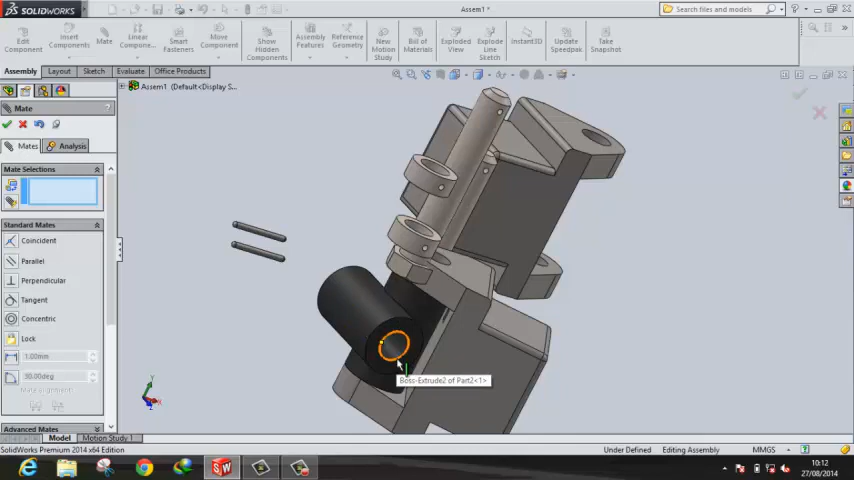 SOLIDWORKS
Assem1 *
Search files and models
Edit Component
Insert Components
Mate
Linear Compone...
Smart Fasteners
Move Component
Show Hidden Components
Assembly Features
Reference Geometry
New Motion Study
Bill of Materials
Exploded View
Explode Line Sketch
Instant3D
Update Speedpak
Take Snapshot
Assembly
Layout
Sketch
Evaluate
Office Products
Assem1 (Default<Display S...
Mate
?
Mates
Analysis
Mate Selections
Standard Mates
Coincident
Parallel
Perpendicular
Tangent
Concentric
Lock
1.00mm
30.00deg
Mate alignment:
Advanced Mates
Boss-Extrude2 of Part2<1>
Y
X
Z
Model
Motion Study 1
SolidWorks Premium 2014 x64 Edition
Under Defined
Editing Assembly
MMGS
10:12
27/08/2014